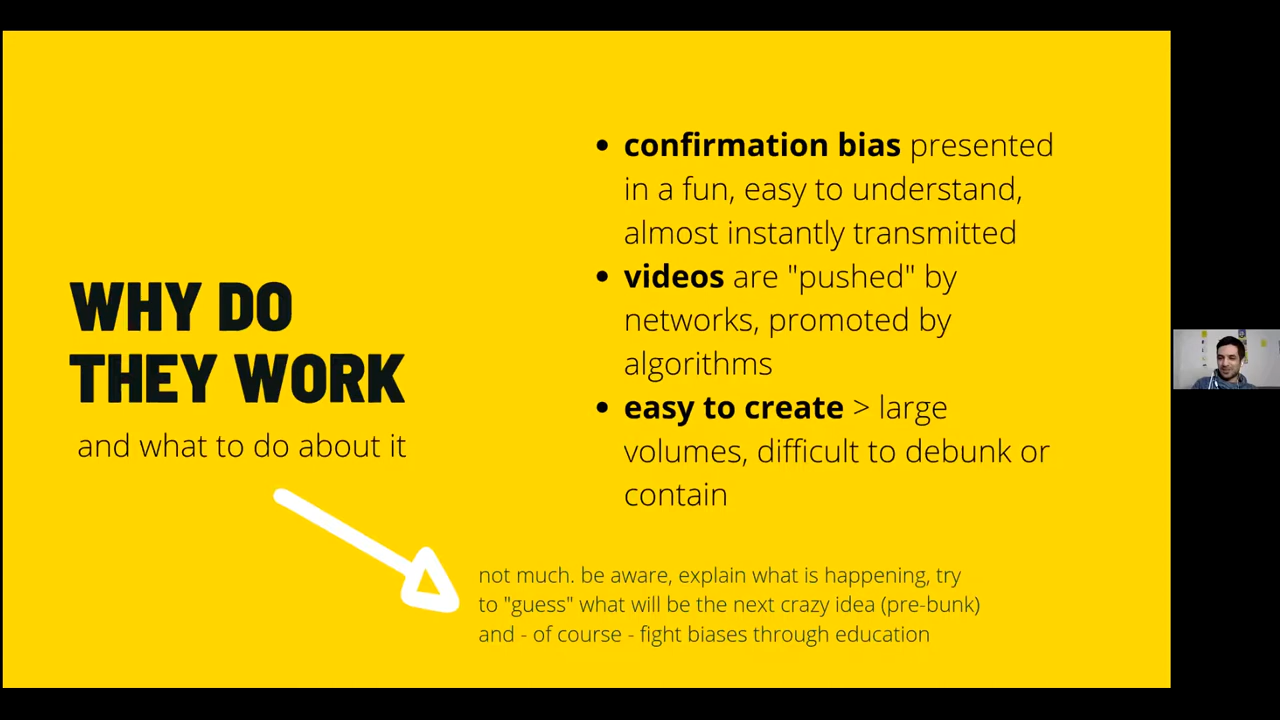 WHY DO
THEY WORK
and what to do about it
• confirmation bias presented
in a fun, easy to understand,
almost instantly transmitted
• videos are "pushed" by
networks, promoted by
algorithms
• easy to create > large
volumes, difficult to debunk or
contain
not much. be aware, explain what is happening, try
to "guess" what will be the next crazy idea (pre-bunk)
and - of course - fight biases through education